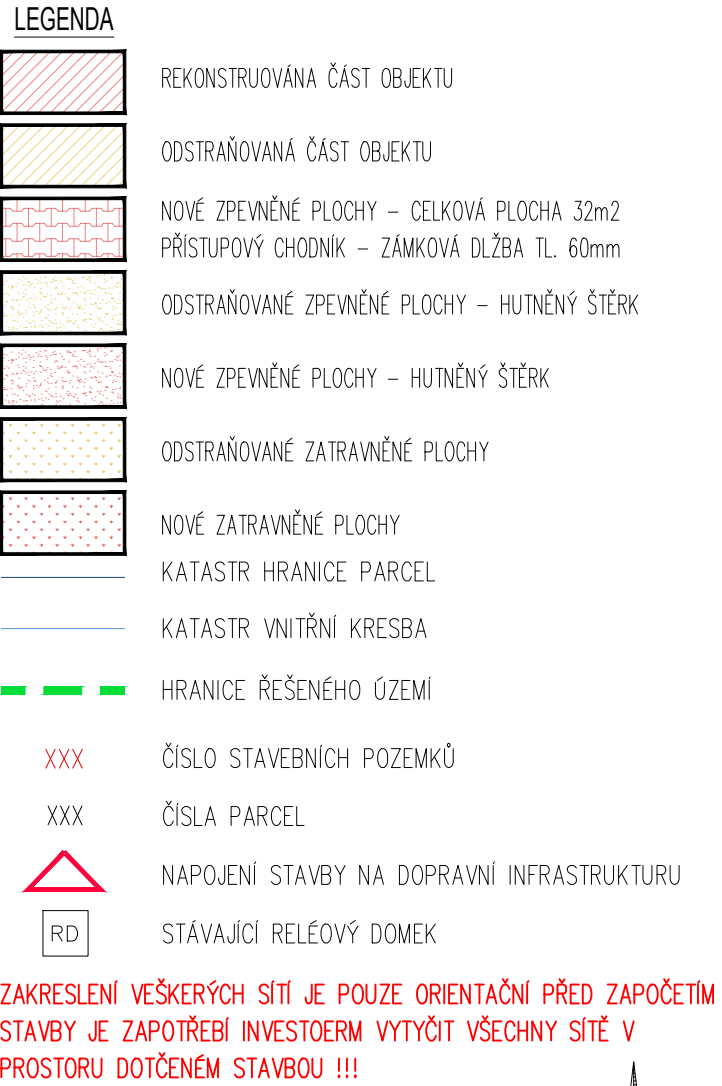 LEGENDA
REKONSTRUOVÁNA ČÁST OBJEKTU
ODSTRAŇOVANÁ ČÁST OBJEKTU
NOVÉ ZPEVNĚNÉ PLOCHY – CELKOVÁ PLOCHA 32m2
PŘÍSTUPOVÝ CHODNÍK – ZÁMKOVÁ DLŽBA TL. 60mm
ODSTRAŇOVANÉ ZPEVNĚNÉ PLOCHY – HUTNĚNÝ ŠTĚRK
NOVÉ ZPEVNĚNÉ PLOCHY – HUTNĚNÝ ŠTĚRK
ODSTRAŇOVANÉ ZATRAVNĚNÉ PLOCHY
NOVÉ ZATRAVNĚNÉ PLOCHY
KATASTR HRANICE PARCEL
KATASTR VNITŘNÍ KRESBA
HRANICE ŘEŠENÉHO ÚZEMÍ
XXX ČÍSLO STAVEBNÍCH POZEMKŮ
XXX ČÍSLA PARCEL
NAPOJENÍ STAVBY NA DOPRAVNÍ INFRASTRUKTURU
RD STÁVAJÍCÍ RELÉOVÝ DOMEK
ZAKRESLENÍ VEŠKERÝCH SÍTÍ JE POUZE ORIENTAČNÍ PŘED ZAPOČETÍM
STAVBY JE ZAPOTŘEBÍ INVESTOERM VYTYČIT VŠECHNY SÍTĚ V
PROSTORU DOTČENÉM STAVBOU !!!